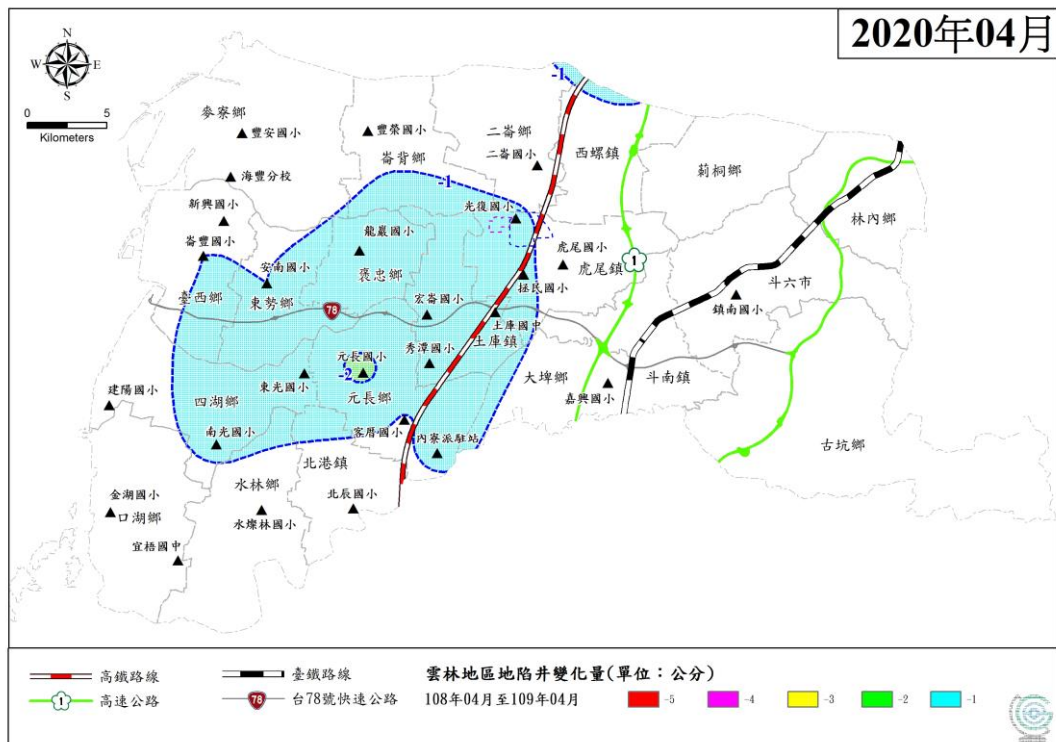 2020年04月
N
W
E
S
0
5
Kilometers
-1
麥寮鄉
豐安國小
豐榮國小
二崙鄉
西螺鎮
二崙國小
崙背鄉
莿桐鄉
海豐分校
-1
林內鄉
新興國小
光復國小
崙豐國小
龍巖國小
虎尾國小
安南國小
褒忠鄉
虎尾鎮
1
拯民國小
斗六市
臺西鄉
東勢鄉
宏崙國小
鎮南國小
78
土庫國中
土庫鎮
元長國小
秀潭國小
-2
東光國小
大埤鄉
斗南鎮
建陽國小
四湖鄉
元長鄉
嘉興國小
客厝國小
南光國小
內寮派駐站
古坑鄉
北港鎮
水林鄉
金湖國小
北辰國小
口湖鄉
水燦林國小
宜梧國中
高鐵路線
臺鐵路線
雲林地區地陷井變化量(單位：公分)
1
高速公路
78
台78號快速公路
108年04月至109年04月
-5
-4
-3
-2
-1